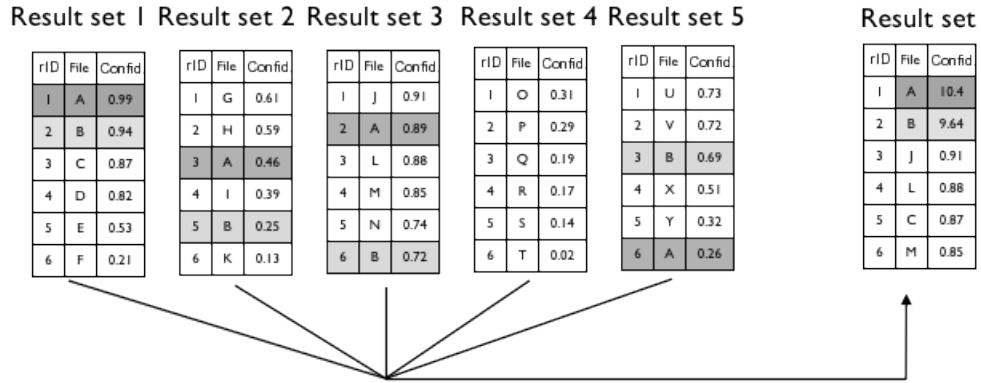 Result set 1 Result set 2 Result set 3 Result set 4 Result set 5 Result set
rID File Confid. rID File Confid. rID File Confid. rID File Confid. rID File Confid. rID File Confid.
1 A 0.99 1 G 0.61 1 J 0.91 1 O 0.31 1 U 0.73 1 A 10.4
2 B 0.94 2 H 0.59 2 A 0.89 2 P 0.29 2 V 0.72 2 B 9.64
3 C 0.87 3 A 0.46 3 L 0.88 3 Q 0.19 3 B 0.69 3 J 0.91
4 D 0.82 4 I 0.39 4 M 0.85 4 R 0.17 4 X 0.51 4 L 0.88
5 E 0.53 5 B 0.25 5 N 0.74 5 S 0.14 5 Y 0.32 5 C 0.87
6 F 0.21 6 K 0.13 6 B 0.72 6 T 0.02 6 A 0.26 6 M 0.85